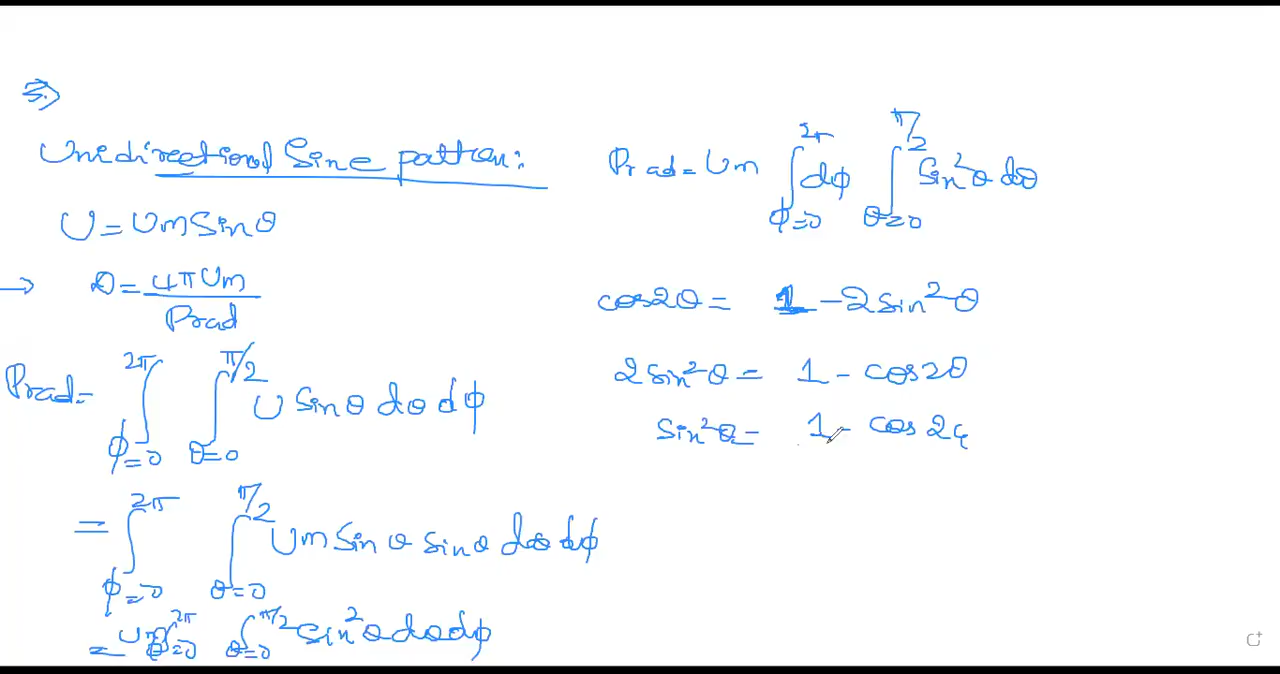 3.
Unidirectional Sine pattern:
U = Um Sinθ
→ D = 4πUm / Prad
Prad = ∫_{ϕ=0}^{2π} ∫_{θ=0}^{π/2} U Sinθ dθ dϕ
= ∫_{ϕ=0}^{2π} ∫_{θ=0}^{π/2} Um Sinθ sinθ dθ dϕ
= Um ∫_{=0}^{2π} ∫_{θ=0}^{π/2} Sin²θ dθ dϕ
Prad = Um ∫_{ϕ=0}^{2π} dϕ ∫_{θ=0}^{π/2} Sin²θ dθ
cos2θ = 1 - 2Sin²θ
2Sin²θ = 1 - cos2θ
Sin²θ = 1 - cos2